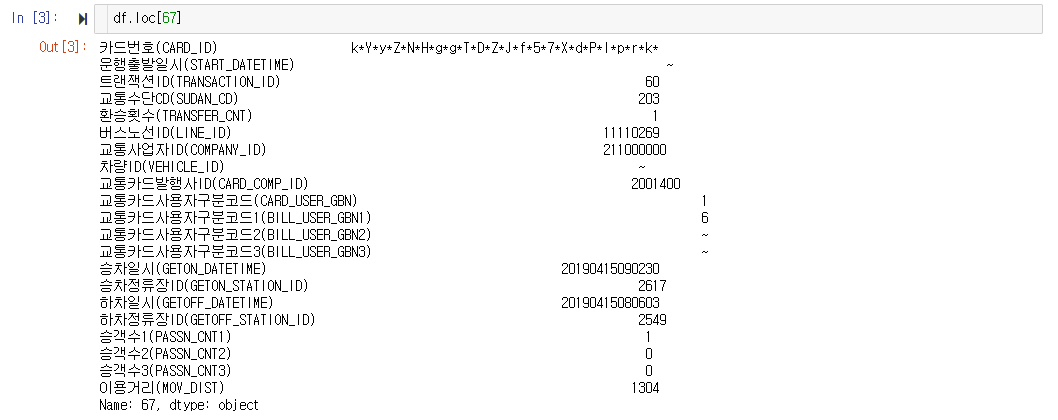 In [3]: df.loc[67]
Out[3]: 카드번호(CARD_ID) k*Y*y*Z*N*H*g*g*T*D*Z*J*f*5*7*X*d*P*l*p*r*k*
운행출발일시(START_DATETIME) ~
트랜잭션ID(TRANSACTION_ID) 60
교통수단CD(SUDAN_CD) 203
환승횟수(TRANSFER_CNT) 1
버스노선ID(LINE_ID) 11110269
교통사업자ID(COMPANY_ID) 211000000
차량ID(VEHICLE_ID) ~
교통카드발행사ID(CARD_COMP_ID) 2001400
교통카드사용자구분코드(CARD_USER_GBN) 1
교통카드사용자구분코드1(BILL_USER_GBN1) 6
교통카드사용자구분코드2(BILL_USER_GBN2) ~
교통카드사용자구분코드3(BILL_USER_GBN3) ~
승차일시(GETON_DATETIME) 20190415090230
승차정류장ID(GETON_STATION_ID) 2617
하차일시(GETOFF_DATETIME) 20190415080603
하차정류장ID(GETOFF_STATION_ID) 2549
승객수1(PASSN_CNT1) 1
승객수2(PASSN_CNT2) 0
승객수3(PASSN_CNT3) 0
이용거리(MOV_DIST) 1304
Name: 67, dtype: object